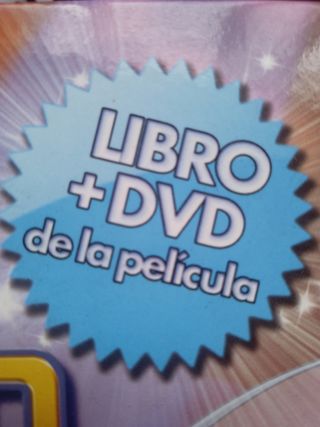 LIBRO
+ DVD
de la película